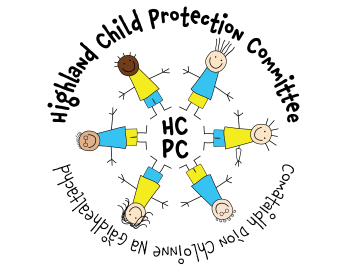 Highland Child Protection Committee
HC
PC
Comataidh Dìon Chloinne Na Gàidhealtachd